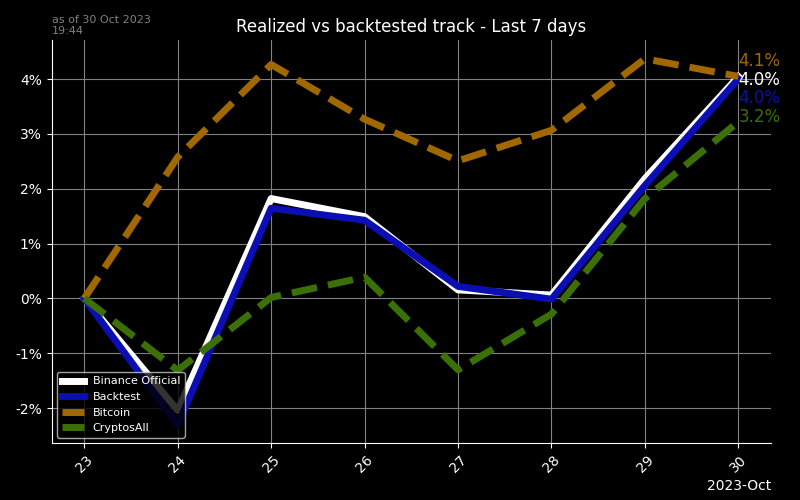 as of 30 Oct 2023
19:44
Realized vs backtested track - Last 7 days
4.1%
4.0%
4.0%
3.2%
4%
3%
2%
1%
0%
-1%
-2%
Binance Official
Backtest
Bitcoin
CryptosAll
23
24
25
26
27
28
29
30
2023-Oct